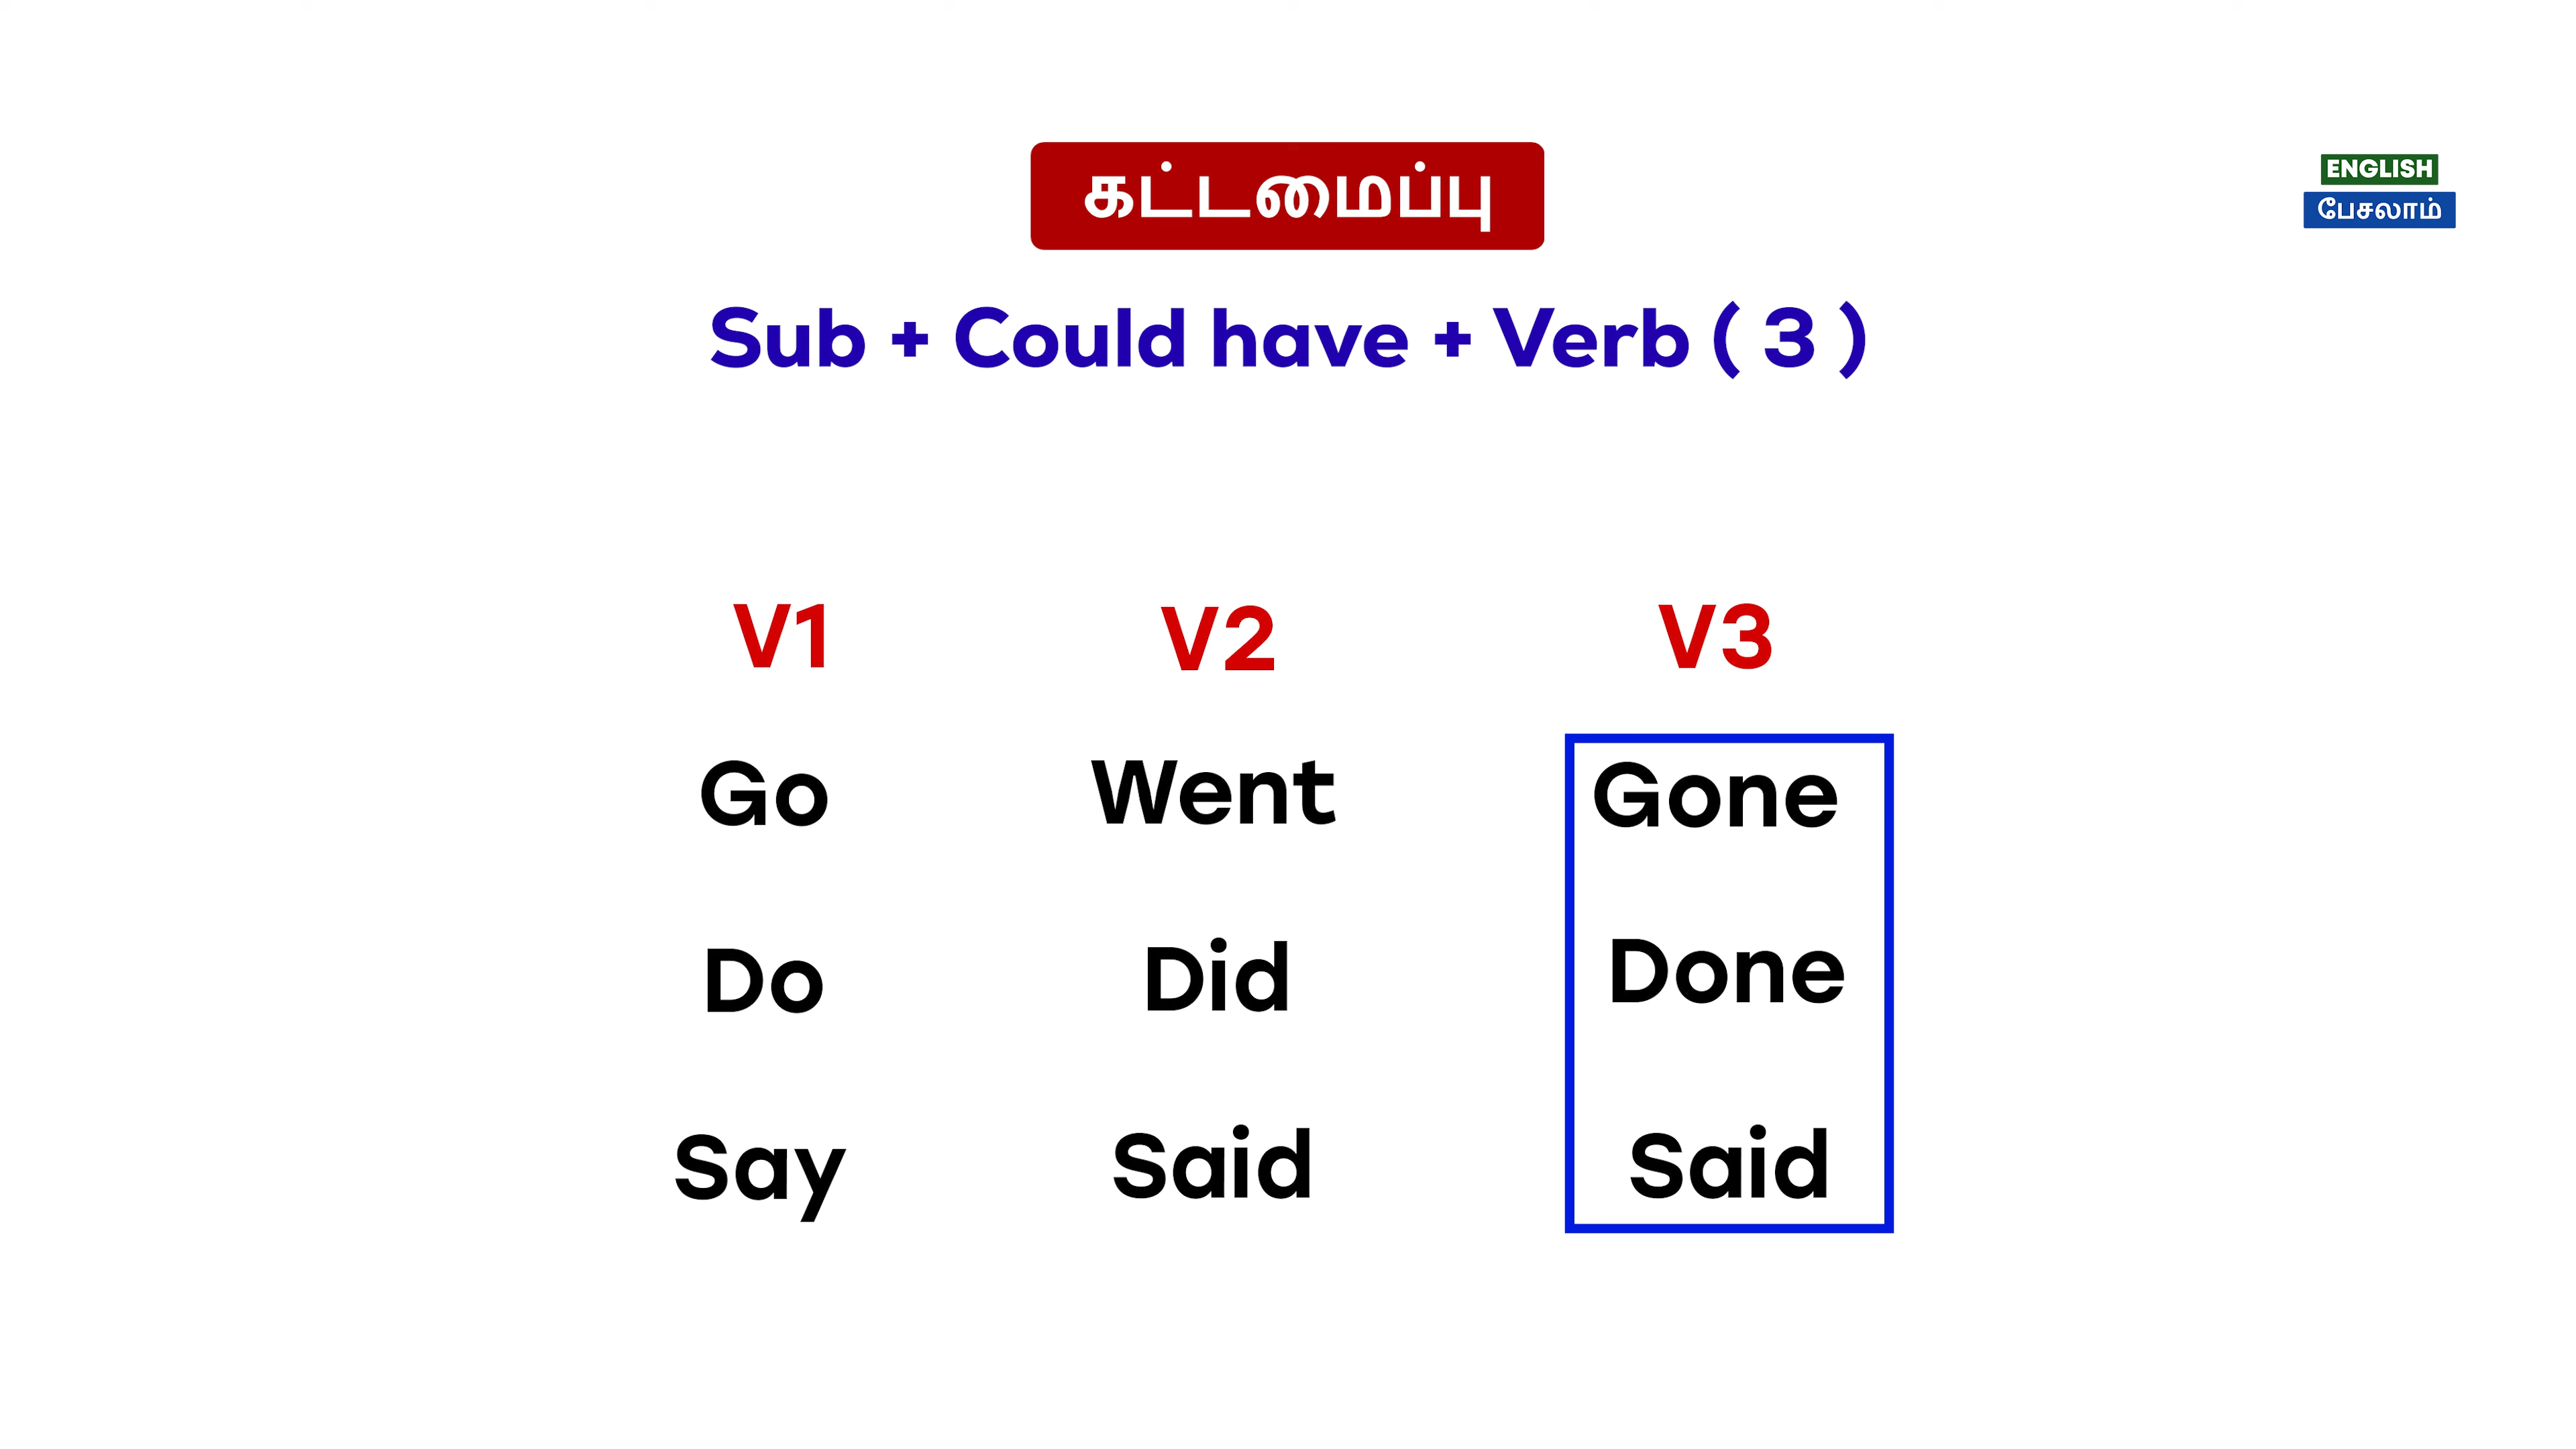 கட்டமைப்பு
ENGLISH
பேசலாம்
Sub + Could have + Verb ( 3 )
V1 V2 V3
Go Went Gone
Do Did Done
Say Said Said